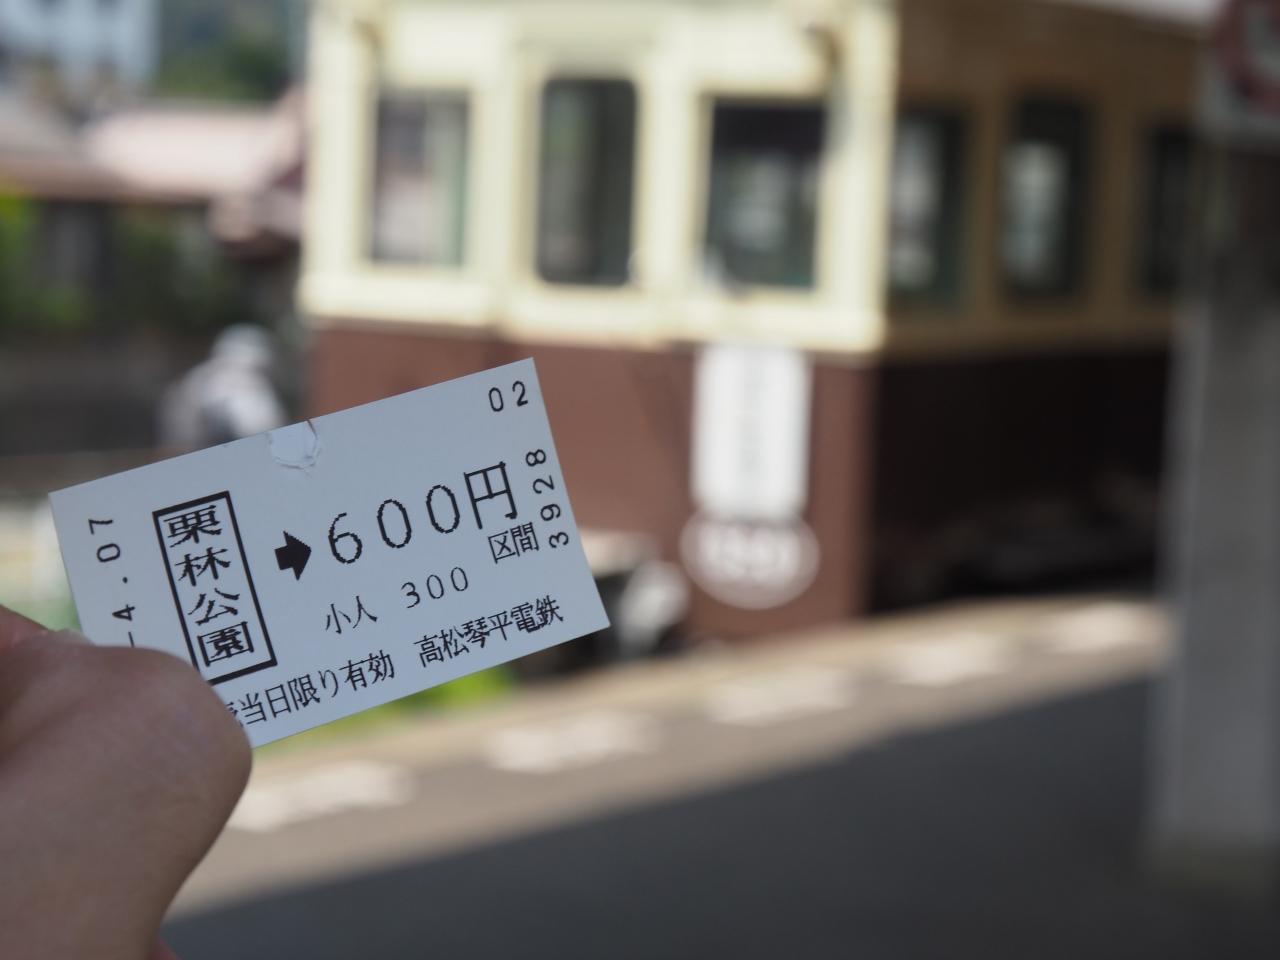 02
栗林公園
➡600円
区間
小人 300
当日限り有効 高松琴平電鉄
-4.07
3928